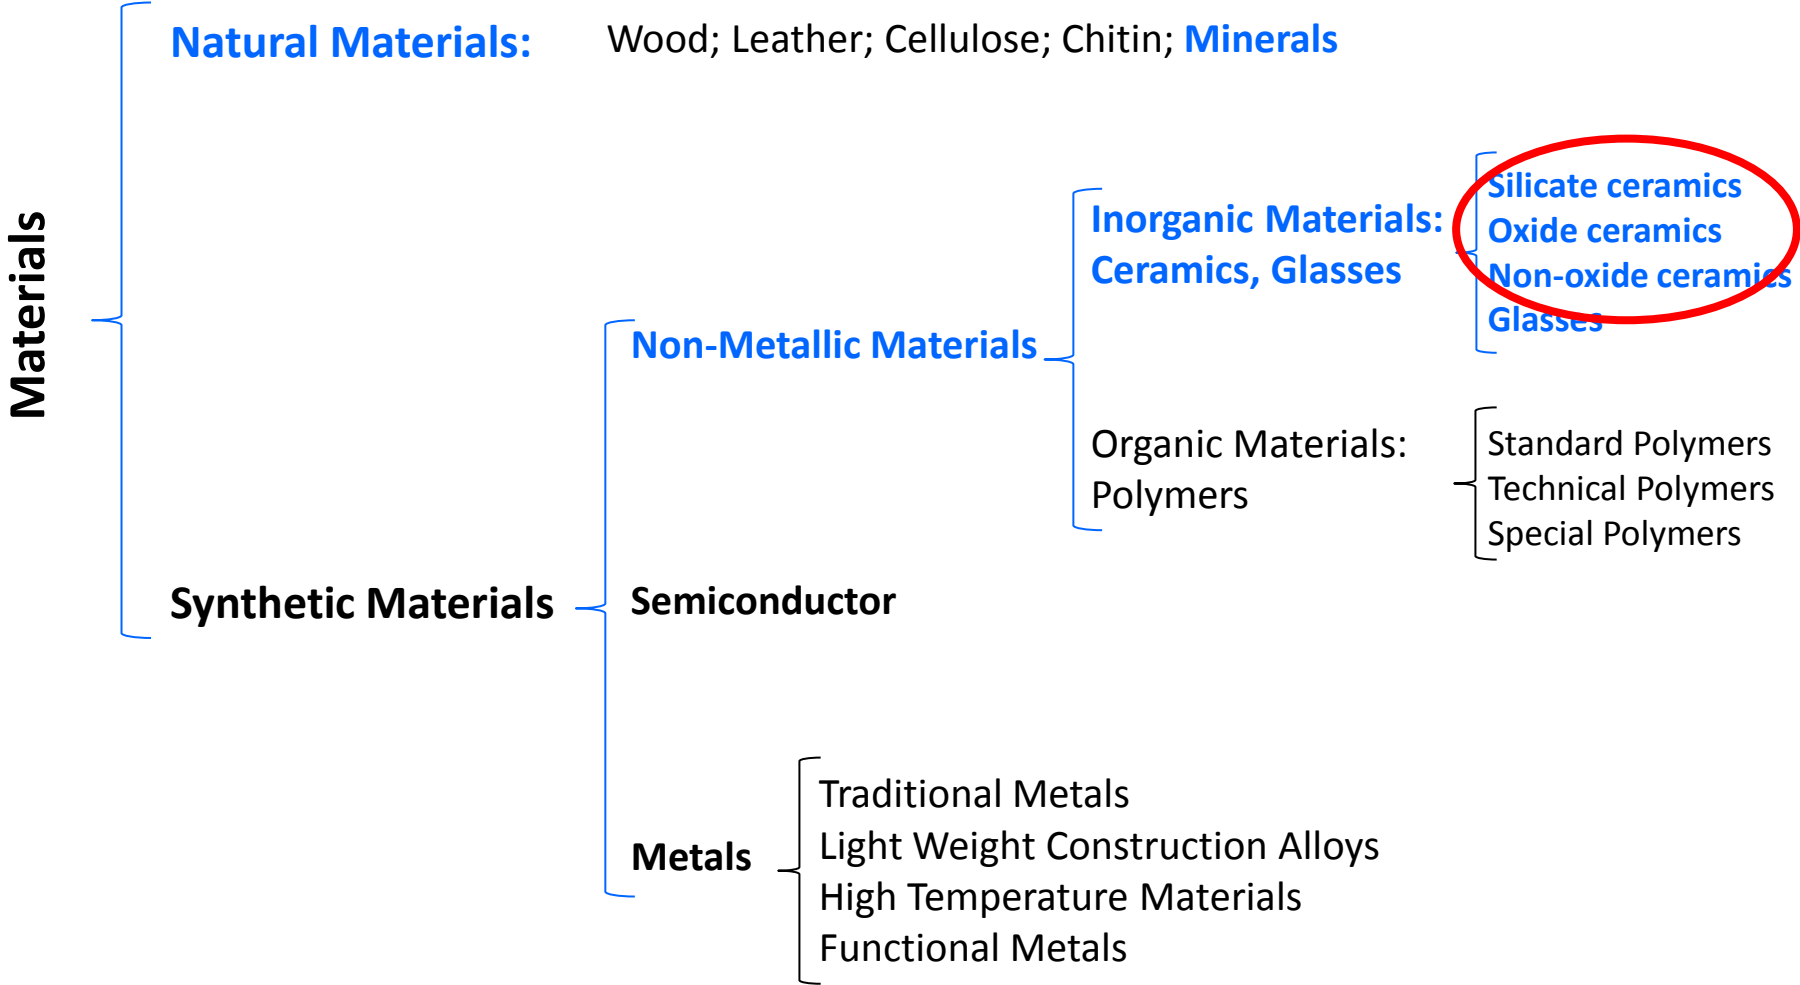 Materials
Natural Materials: Wood; Leather; Cellulose; Chitin; Minerals
Synthetic Materials
Non-Metallic Materials
Inorganic Materials:
Ceramics, Glasses
Silicate ceramics
Oxide ceramics
Non-oxide ceramics
Glasses
Organic Materials:
Polymers
Standard Polymers
Technical Polymers
Special Polymers
Semiconductor
Metals
Traditional Metals
Light Weight Construction Alloys
High Temperature Materials
Functional Metals